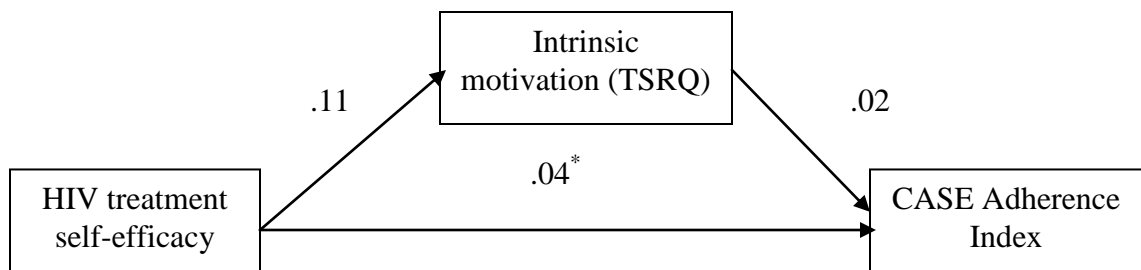 Intrinsic
motivation (TSRQ)
.11
.02
.04*
HIV treatment
self-efficacy
CASE Adherence
Index